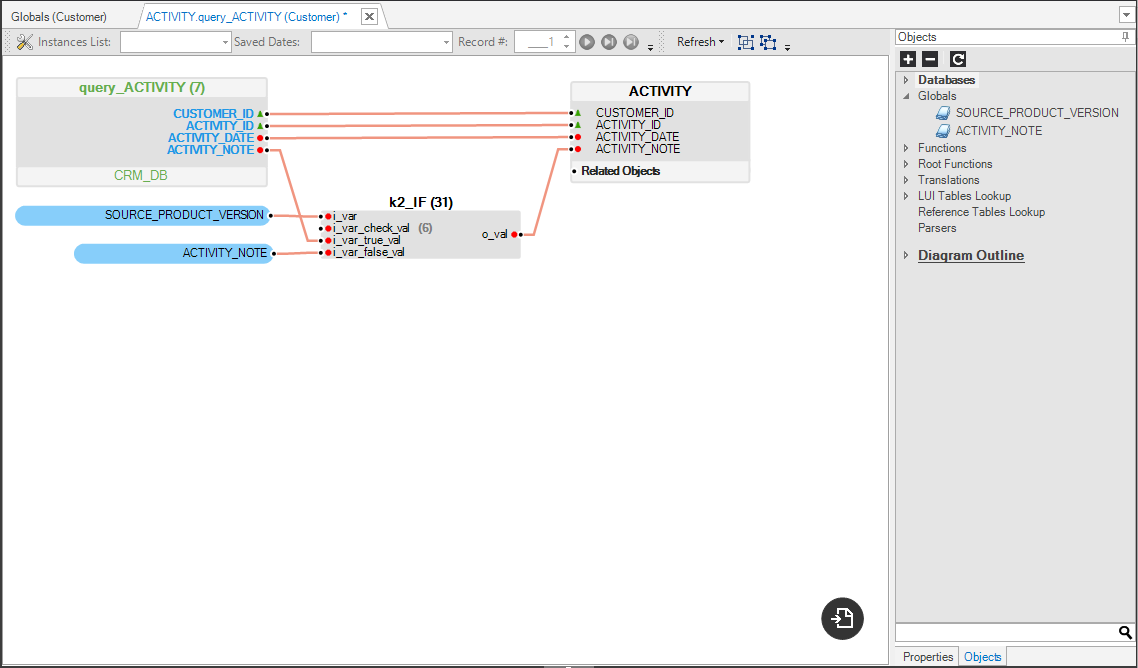 Globals (Customer)
ACTIVITY.query_ACTIVITY (Customer) *
Instances List:
Saved Dates:
Record #:
___1
Refresh
query_ACTIVITY (7)
CUSTOMER_ID
ACTIVITY_ID
ACTIVITY_DATE
ACTIVITY_NOTE
CRM_DB
SOURCE_PRODUCT_VERSION
ACTIVITY_NOTE
k2_IF (31)
i_var
i_var_check_val (6)
i_var_true_val
i_var_false_val
o_val
ACTIVITY
CUSTOMER_ID
ACTIVITY_ID
ACTIVITY_DATE
ACTIVITY_NOTE
Related Objects
Objects
Databases
Globals
SOURCE_PRODUCT_VERSION
ACTIVITY_NOTE
Functions
Root Functions
Translations
LUI Tables Lookup
Reference Tables Lookup
Parsers
Diagram Outline
Properties
Objects